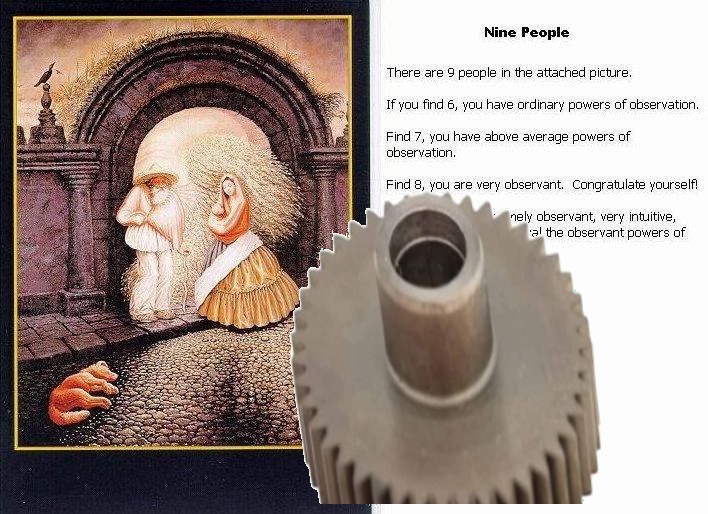 Nine People
There are 9 people in the attached picture.
If you find 6, you have ordinary powers of observation.
Find 7, you have above average powers of
observation.
Find 8, you are very observant.  Congratulate yourself!
observant, very intuitive,
the observant powers of